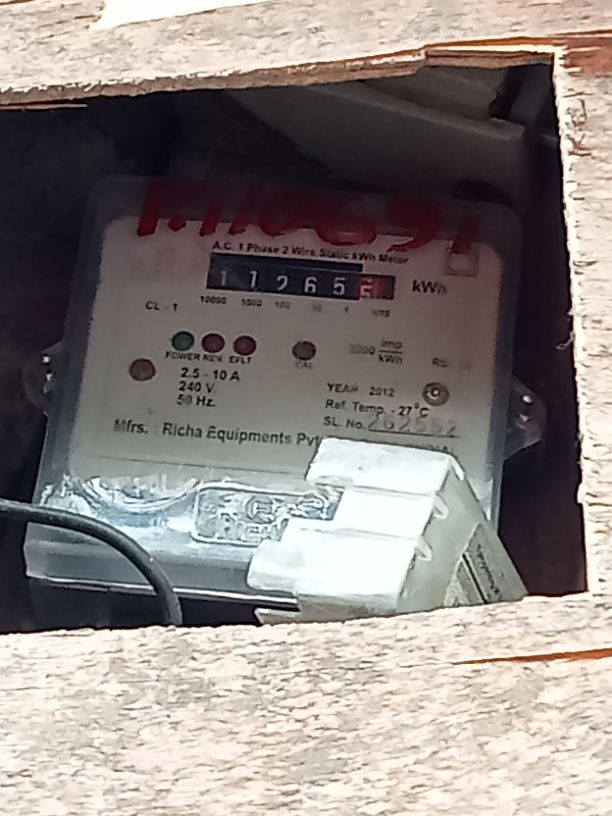 A.C. 1 Phase 2 Wire Static kWh Meter
1 1 2 6 5 kWh
10000 1000 100 10 1 1/10
CL - 1
POWER REV. EFLT CAL
imp
kWh
2.5 - 10 A
240 V.
50 Hz.
YEAR 2012
Ref. Temp. - 27°C
SL. No. 262552
Mfrs. : Richa Equipments Pvt